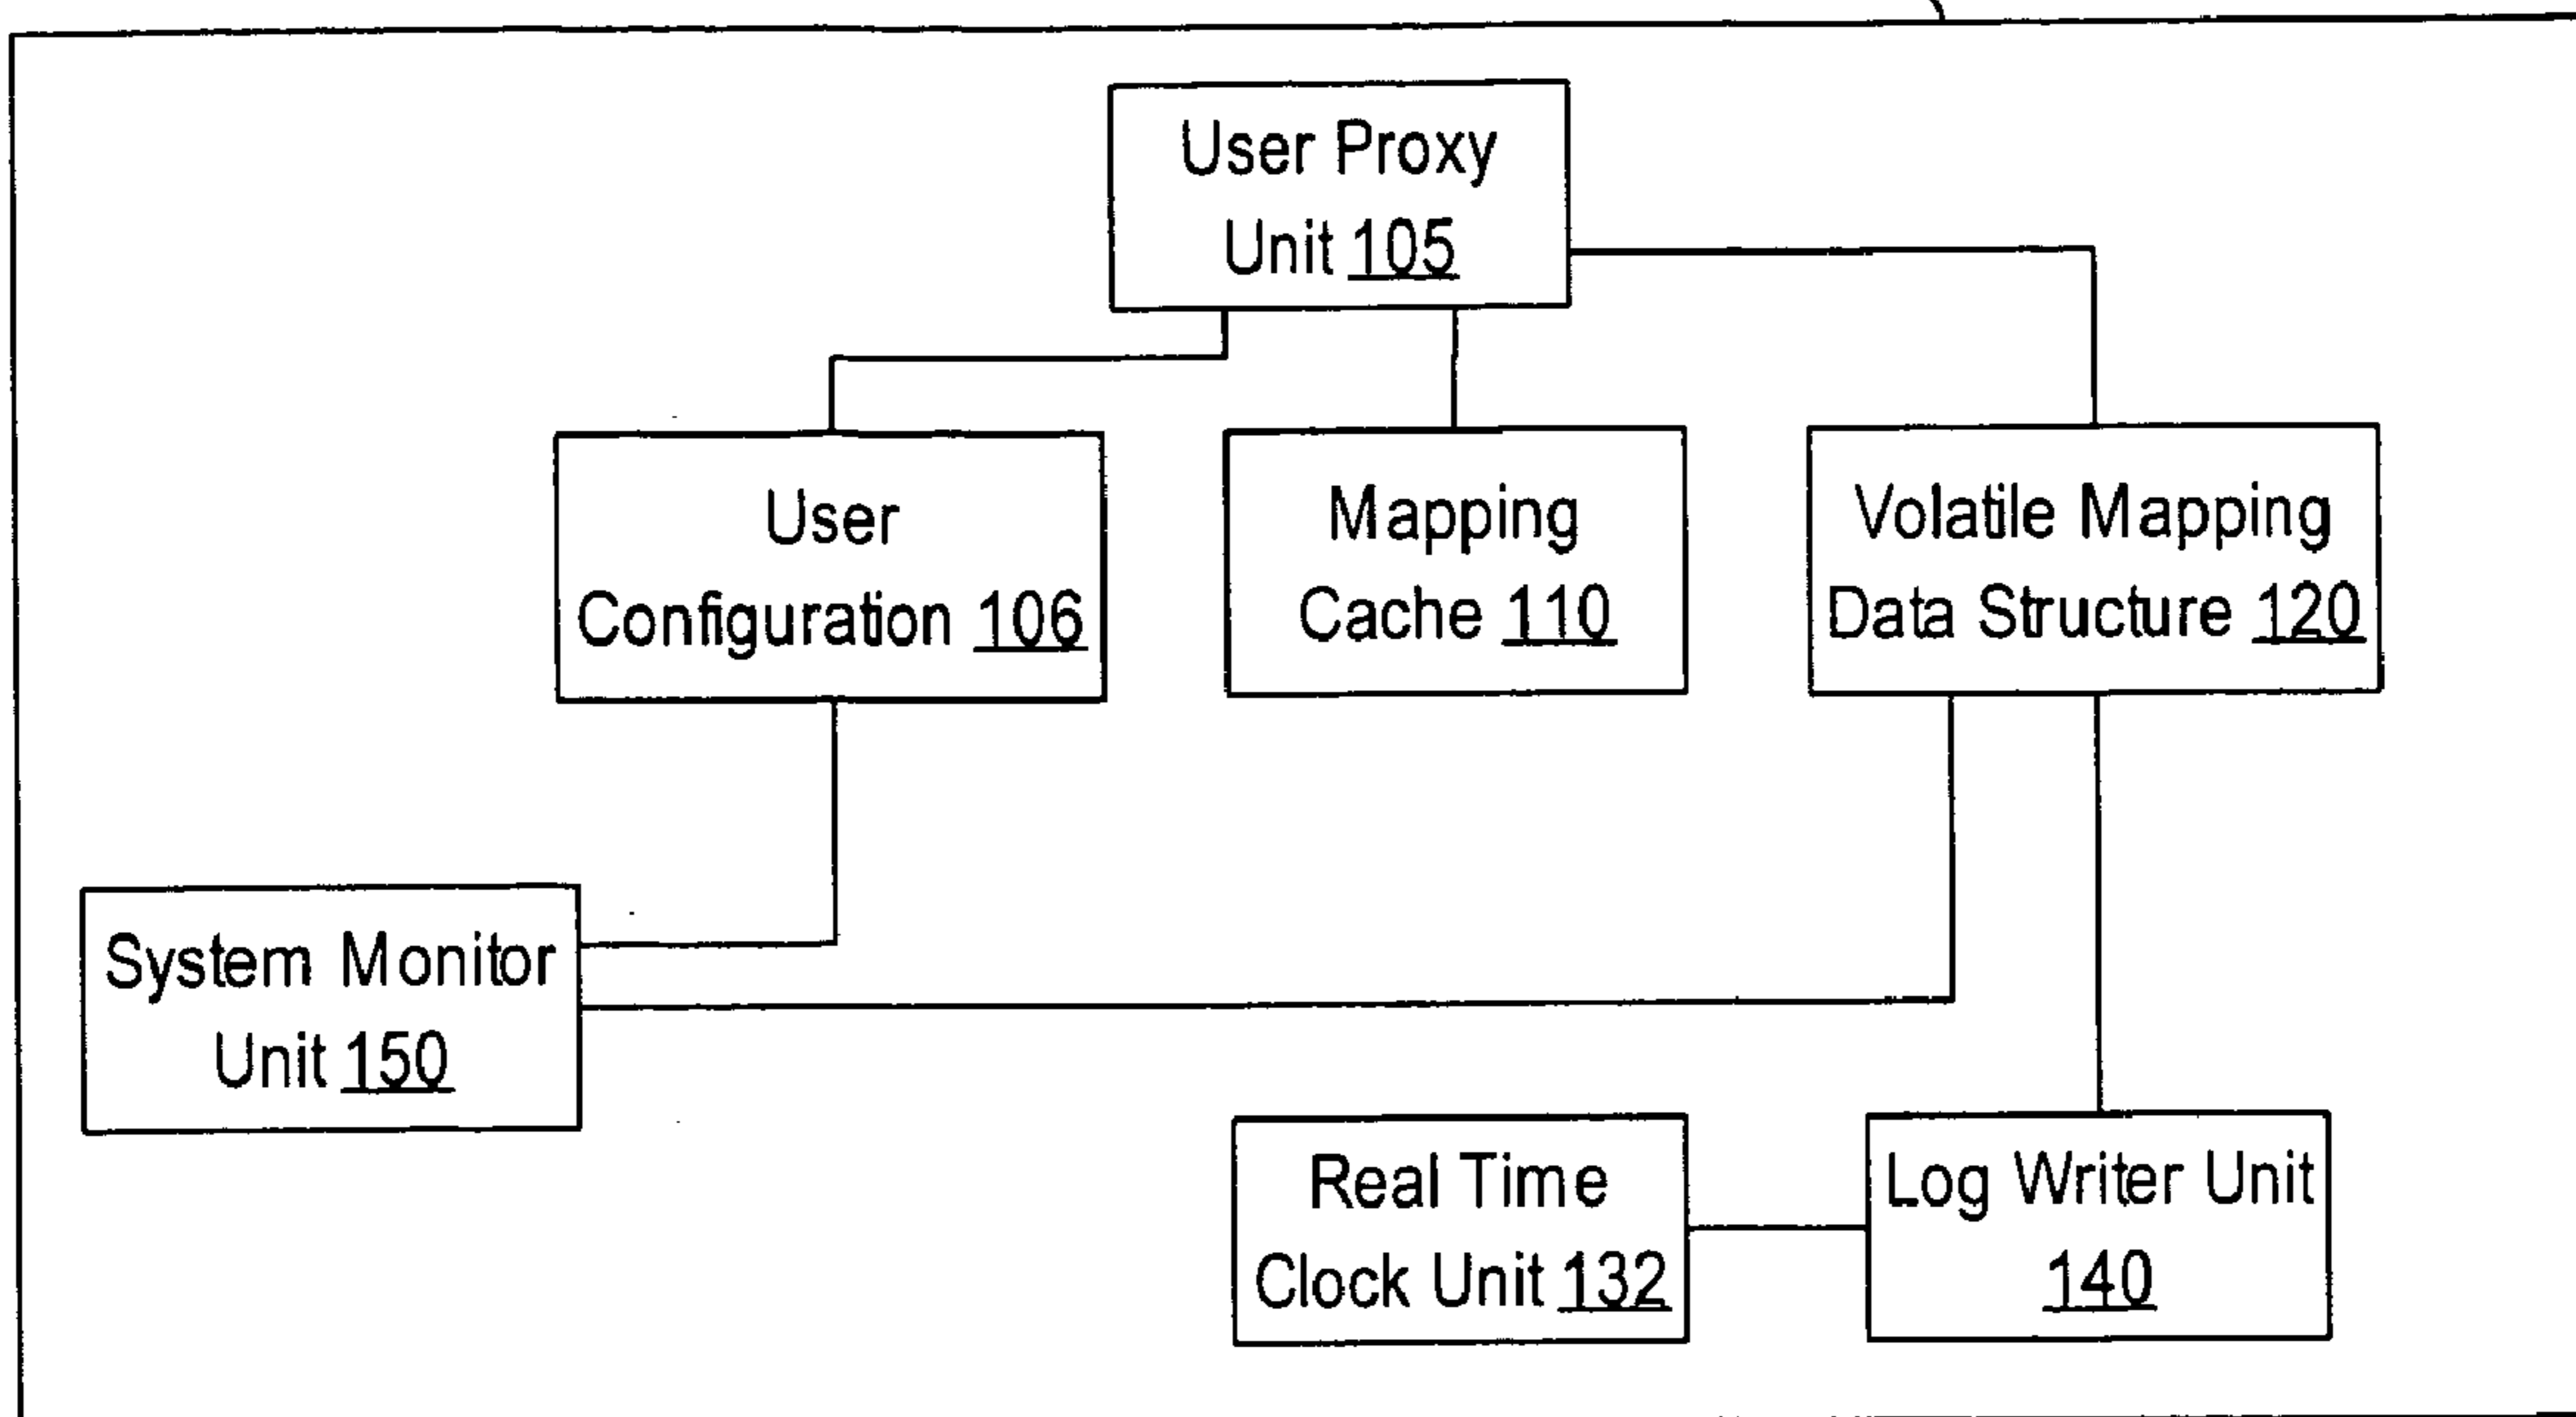 User Proxy
Unit 105
User
Configuration 106
Mapping
Cache 110
Volatile Mapping
Data Structure 120
System Monitor
Unit 150
Real Time
Clock Unit 132
Log Writer Unit
140